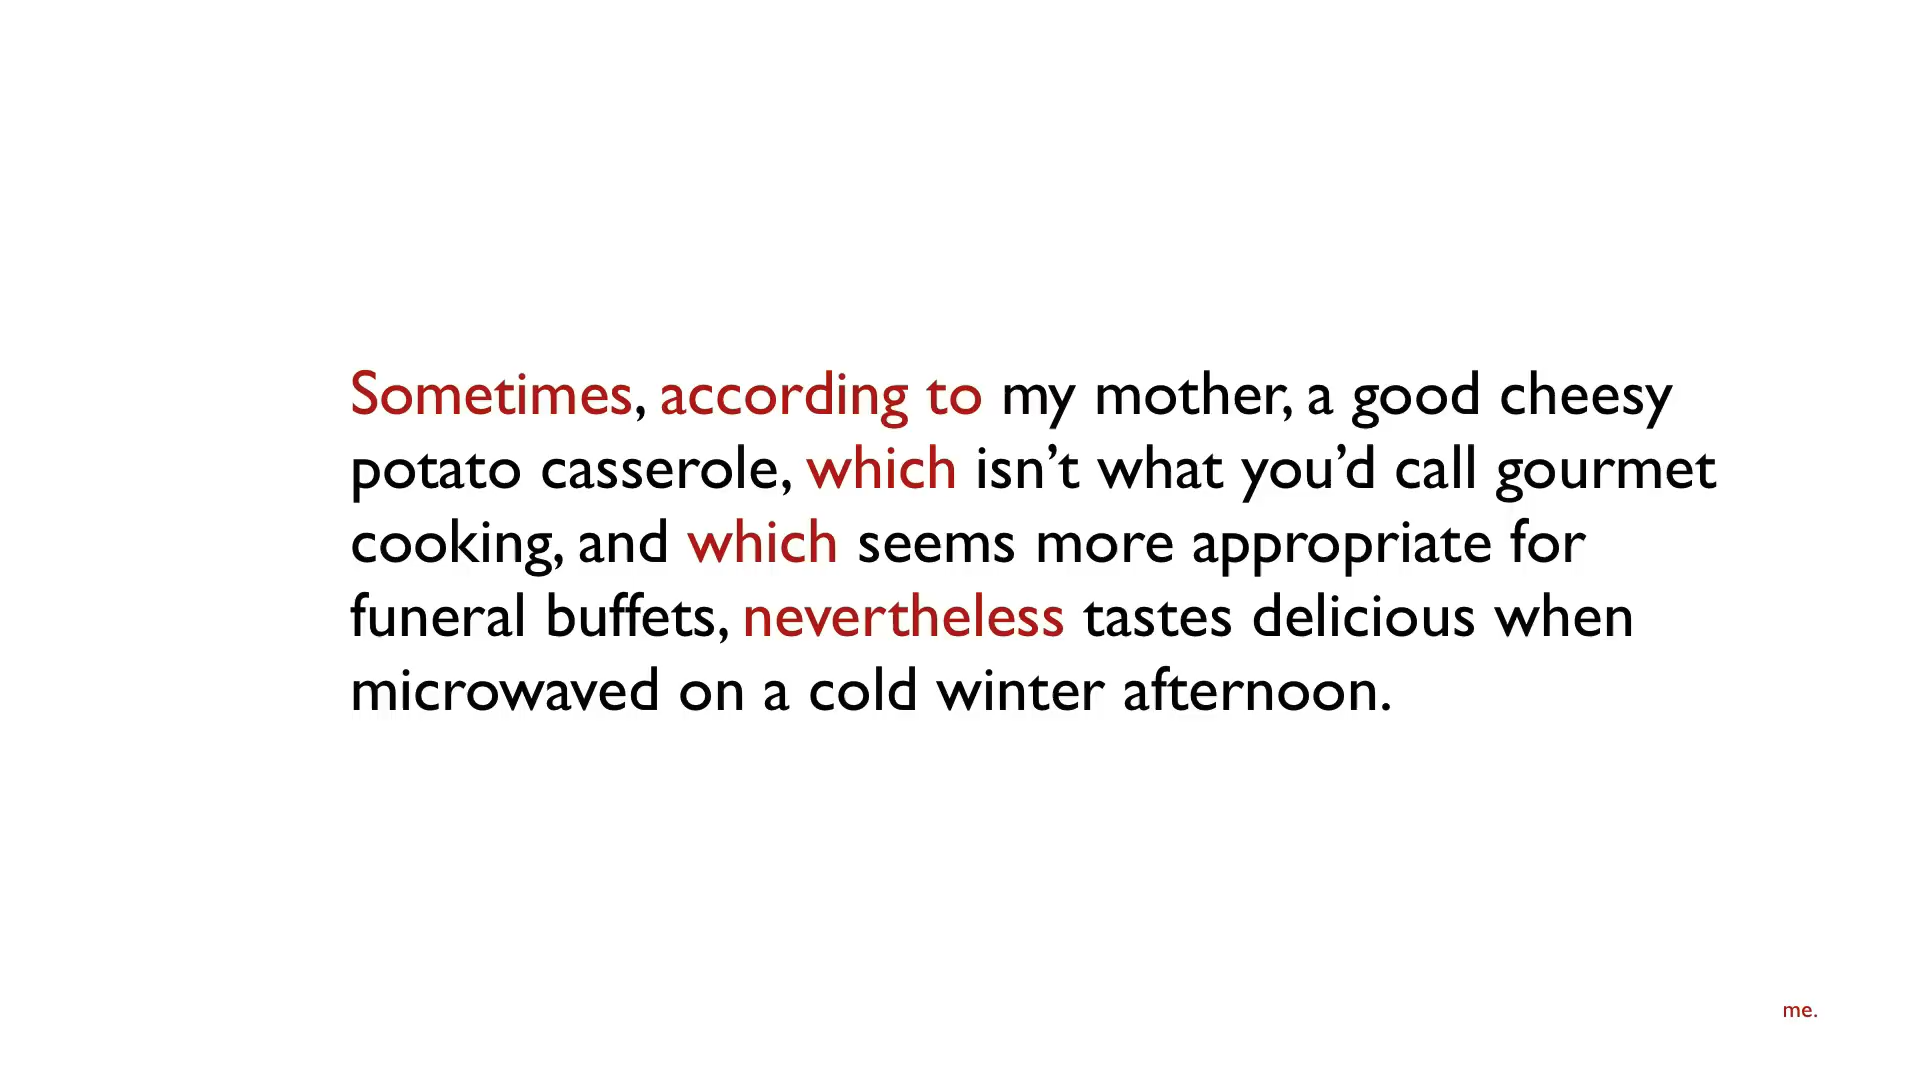 Sometimes, according to my mother, a good cheesy
potato casserole, which isn’t what you’d call gourmet
cooking, and which seems more appropriate for
funeral buffets, nevertheless tastes delicious when
microwaved on a cold winter afternoon.
me.